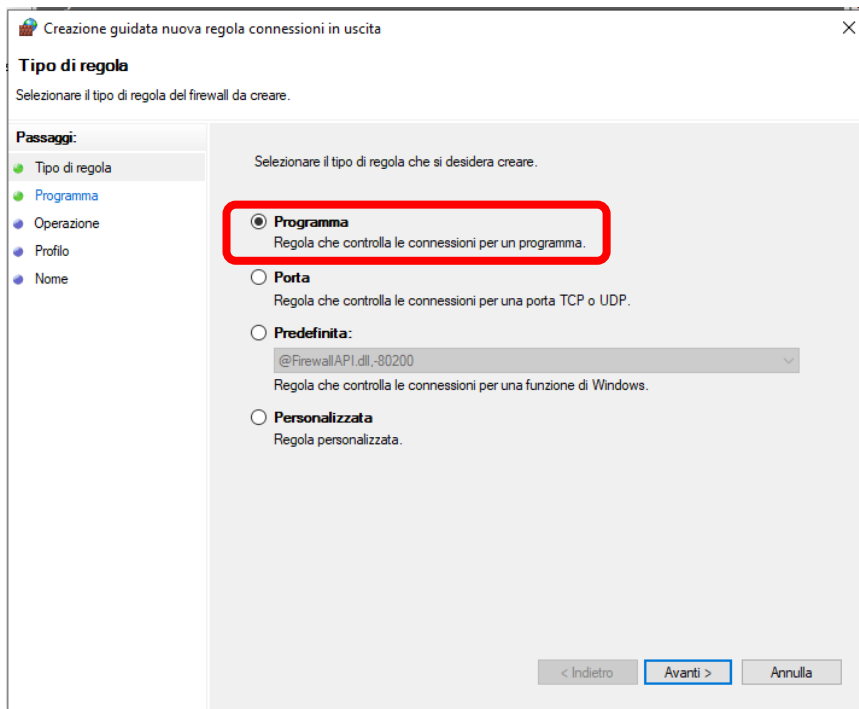 Creazione guidata nuova regola connessioni in uscita
Tipo di regola
Selezionare il tipo di regola del firewall da creare.
Passaggi:
Tipo di regola
Programma
Operazione
Profilo
Nome
Selezionare il tipo di regola che si desidera creare.
Programma
Regola che controlla le connessioni per un programma.
Porta
Regola che controlla le connessioni per una porta TCP o UDP.
Predefinita:
@FirewallAPI.dll,-80200
Regola che controlla le connessioni per una funzione di Windows.
Personalizzata
Regola personalizzata.
< Indietro
Avanti >
Annulla